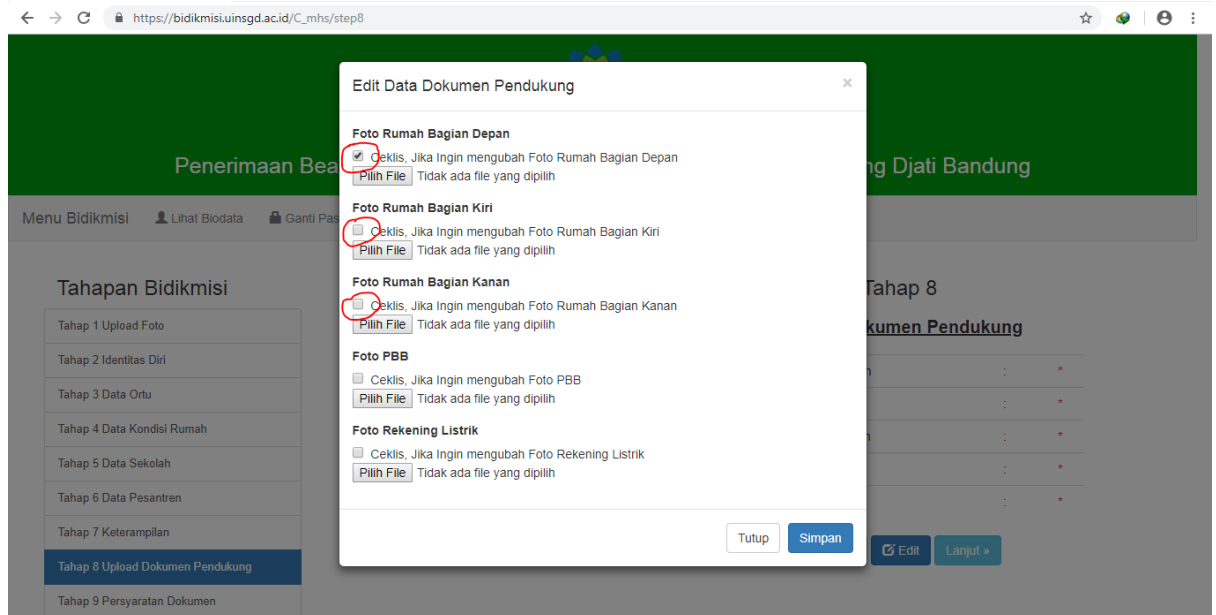 https://bidikmisi.uinsgd.ac.id/C_mhs/step8
Edit Data Dokumen Pendukung ×
Foto Rumah Bagian Depan
Ceklis, Jika Ingin mengubah Foto Rumah Bagian Depan
Pilih File Tidak ada file yang dipilih
Foto Rumah Bagian Kiri
Ceklis, Jika Ingin mengubah Foto Rumah Bagian Kiri
Pilih File Tidak ada file yang dipilih
Foto Rumah Bagian Kanan
Ceklis, Jika Ingin mengubah Foto Rumah Bagian Kanan
Pilih File Tidak ada file yang dipilih
Foto PBB
Ceklis, Jika Ingin mengubah Foto PBB
Pilih File Tidak ada file yang dipilih
Foto Rekening Listrik
Ceklis, Jika Ingin mengubah Foto Rekening Listrik
Pilih File Tidak ada file yang dipilih
Tutup Simpan
Penerimaan Bea
ng Djati Bandung
Menu Bidikmisi Lihat Biodata Ganti Pas
Tahapan Bidikmisi
Tahap 1 Upload Foto
Tahap 2 Identitas Diri
Tahap 3 Data Ortu
Tahap 4 Data Kondisi Rumah
Tahap 5 Data Sekolah
Tahap 6 Data Pesantren
Tahap 7 Keterampilan
Tahap 8 Upload Dokumen Pendukung
Tahap 9 Persyaratan Dokumen
Tahap 8
kumen Pendukung
n : *
: *
n : *
: *
: *
Edit Lanjut »